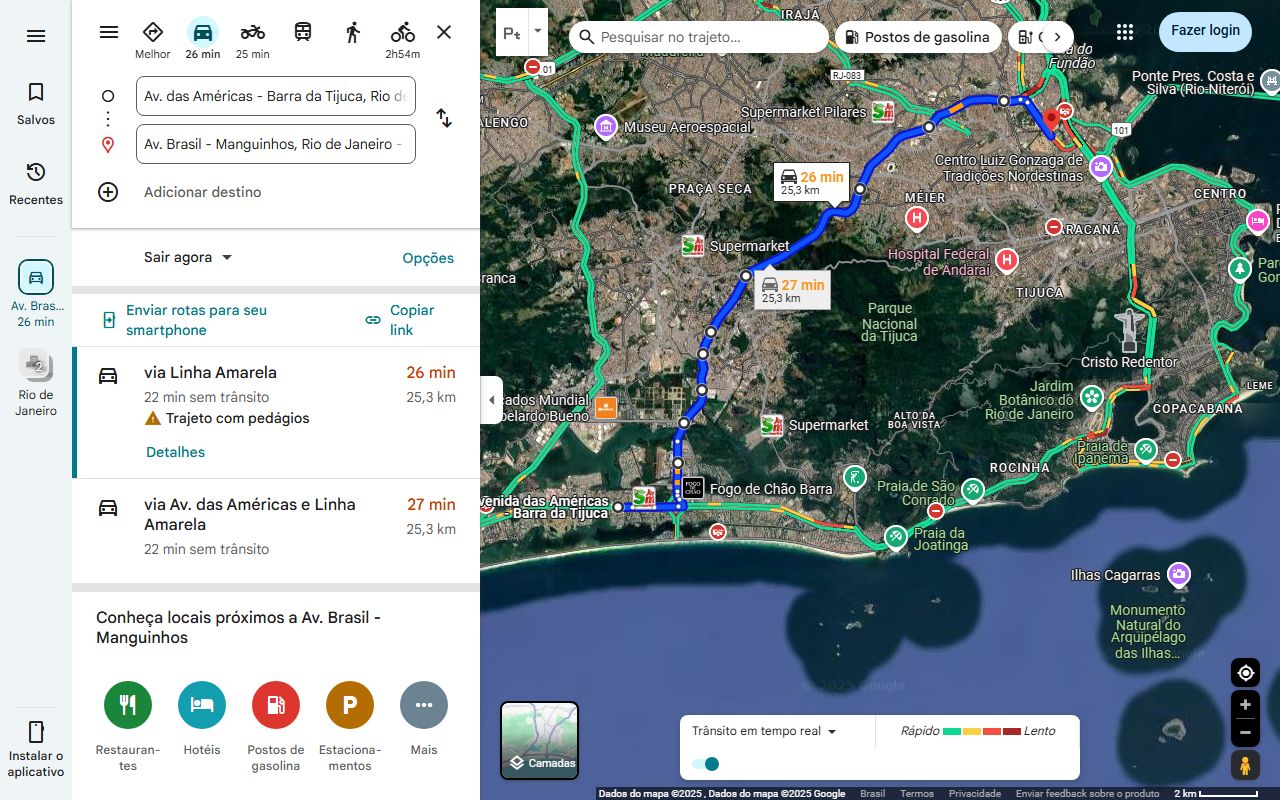 Salvos
Recentes
Av. Bras...
26 min
2
Rio de
Janeiro
Instalar o
aplicativo
Melhor
26 min
25 min
2h54m
Av. das Américas - Barra da Tijuca, Rio de
Av. Brasil - Manguinhos, Rio de Janeiro -
Adicionar destino
Sair agora
Opções
Enviar rotas para seu
smartphone
Copiar
link
via Linha Amarela
26 min
22 min sem trânsito
25,3 km
Trajeto com pedágios
Detalhes
via Av. das Américas e Linha
Amarela
27 min
25,3 km
22 min sem trânsito
Conheça locais próximos a Av. Brasil -
Manguinhos
P
Restauran-
tes
Hotéis
Postos de
gasolina
Estaciona-
mentos
Mais
Pesquisar no trajeto...
Postos de gasolina
Fazer login
IRAJÁ
do
Fundão
01
RJ-083
Ponte Pres. Costa e
Silva (Rio-Niterói)
Supermarket Pilares
ALENGO
Museu Aeroespacial
101
Centro Luiz Gonzaga de
Tradições Nordestinas
26 min
25,3 km
PRAÇA SECA
MÉIER
CENTRO
H
ARACANÃ
Supermarket
Hospital Federal
de Andaraí
H
27 min
25,3 km
TIJUCA
Parque
Nacional
da Tijuca
Cristo Redentor
ados Mundial
belardo Bueno
Jardim
Botânico do
Rio de Janeiro
LEME
COPACABANA
ALTO DA
BOA VISTA
Supermarket
Praia de
Ipanema
ROCINHA
Fogo de Chão Barra
Praia de São
Conrado
venida das Américas
Barra da Tijuca
Praia da
Joatinga
Ilhas Cagarras
Monumento
Natural do
Arquipélago
das Ilhas...
Camadas
Trânsito em tempo real
Rápido
Lento
Dados do mapa ©2025 , Dados do mapa ©2025 Google
Brasil
Termos
Privacidade
Enviar feedback sobre o produto
2 km